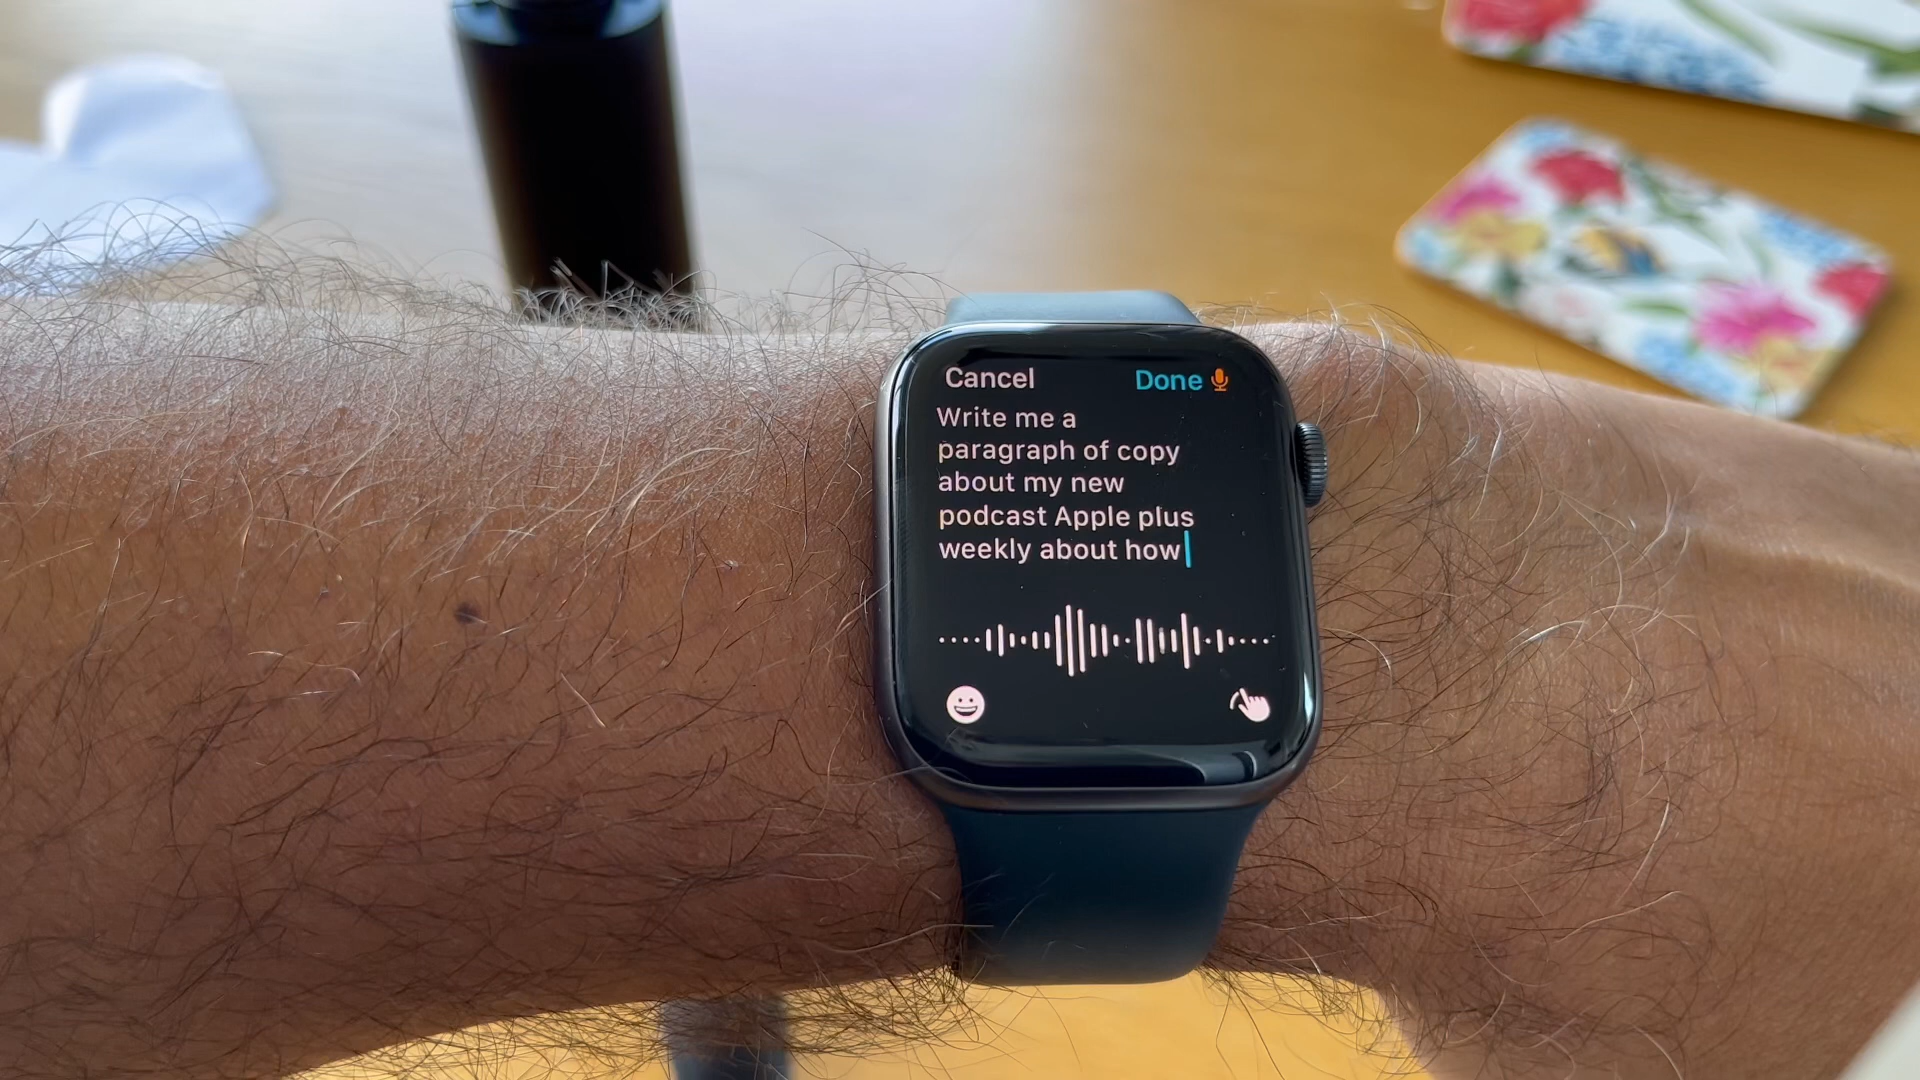 Cancel Done
Write me a
paragraph of copy
about my new
podcast Apple plus
weekly about how